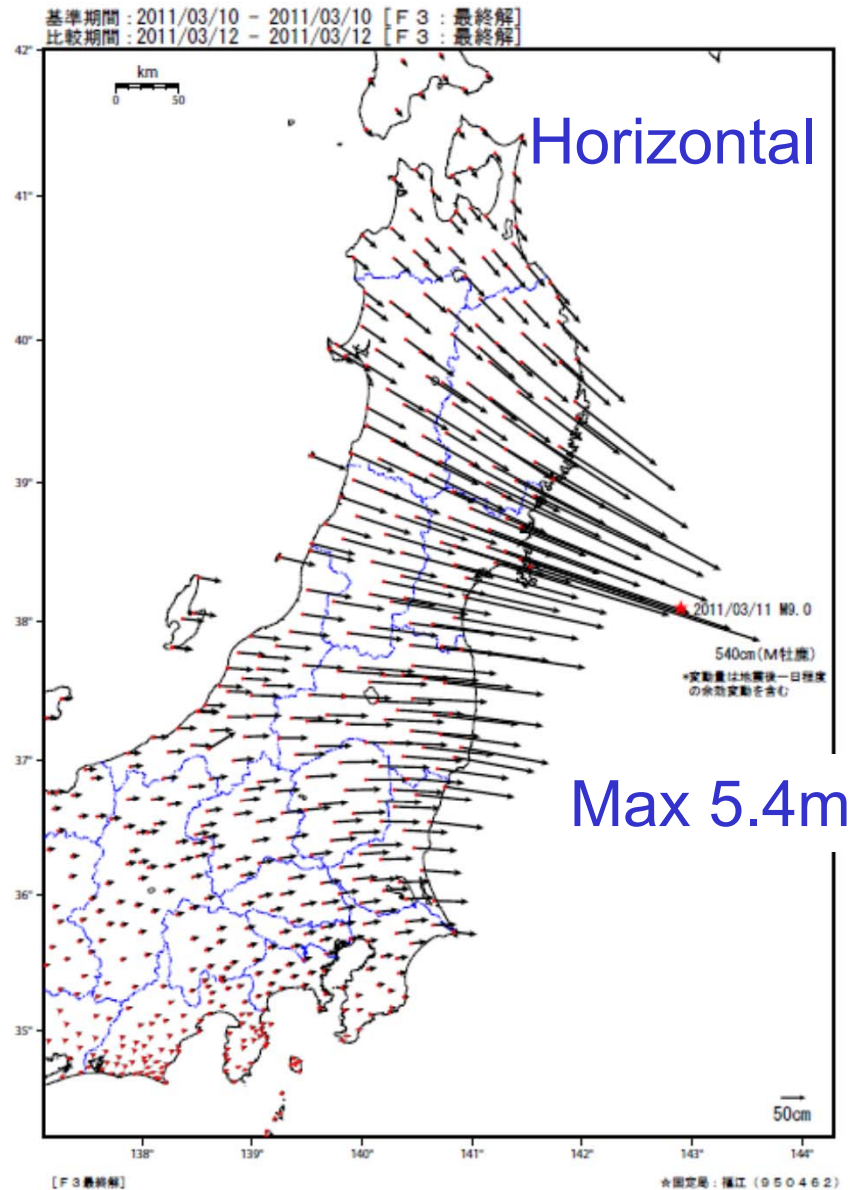 基準期間：2011/03/10 - 2011/03/10［Ｆ３：最終解］
比較期間：2011/03/12 - 2011/03/12［Ｆ３：最終解］
42°
km
0 50
Horizontal
41°
40°
39°
38°
2011/03/11 M9.0
540cm(M牡鹿)
*変動量は地震後一日程度
の余効変動を含む
37°
Max 5.4m
36°
35°
50cm
138° 139° 140° 141° 142° 143° 144°
［Ｆ３最終解］
☆固定局：福江（９５０４６２）